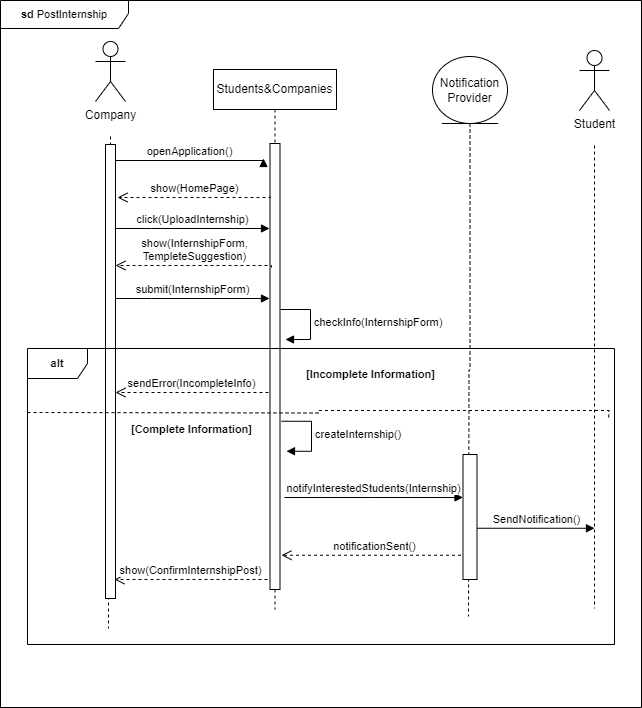 sd PostInternship
Company
Students&Companies
Notification
Provider
Student
openApplication()
show(HomePage)
click(UploadInternship)
show(InternshipForm,
TempleteSuggestion)
submit(InternshipForm)
checkInfo(InternshipForm)
alt
[Incomplete Information]
sendError(IncompleteInfo)
[Complete Information]
createInternship()
notifyInterestedStudents(Internship)
SendNotification()
notificationSent()
show(ConfirmInternshipPost)